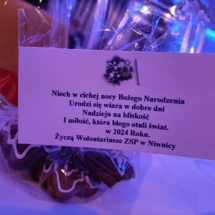 Niech w cichej nocy Bożego Narodzenia
Urodzi się wiara w dobre dni
Nadzieja na bliskość
I miłość, która błogo otuli świat.
w 2024 Roku.
Życzą Wolontariusze ZSP w Niwnicy